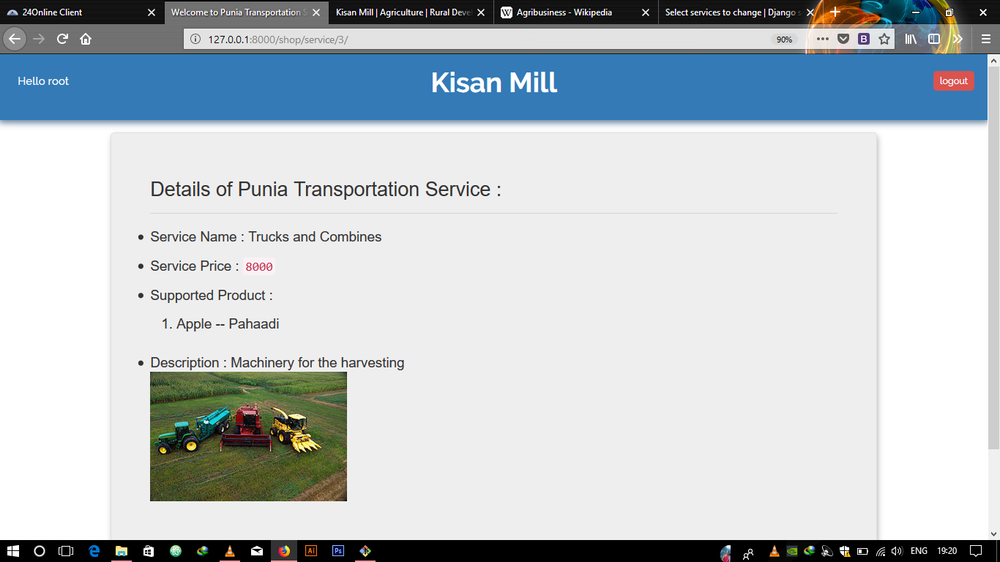 24Online Client
Welcome to Punia Transportation S
Kisan Mill | Agriculture | Rural Deve
W Agribusiness - Wikipedia
Select services to change | Django s
127.0.0.1:8000/shop/service/3/
90%
B
Hello root
Kisan Mill
logout
Details of Punia Transportation Service :
Service Name : Trucks and Combines
Service Price : 8000
Supported Product :
1. Apple -- Pahaadi
Description : Machinery for the harvesting
Ai
Ps
ENG
19:20